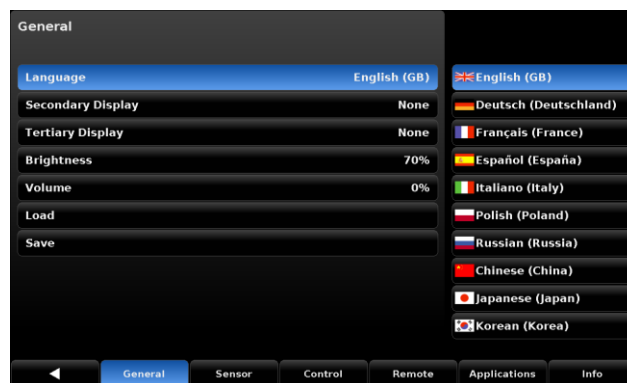 General
Language English (GB)
Secondary Display None
Tertiary Display None
Brightness 70%
Volume 0%
Load
Save
English (GB)
Deutsch (Deutschland)
Français (France)
Español (España)
Italiano (Italy)
Polish (Poland)
Russian (Russia)
Chinese (China)
Japanese (Japan)
Korean (Korea)
General Sensor Control Remote Applications Info